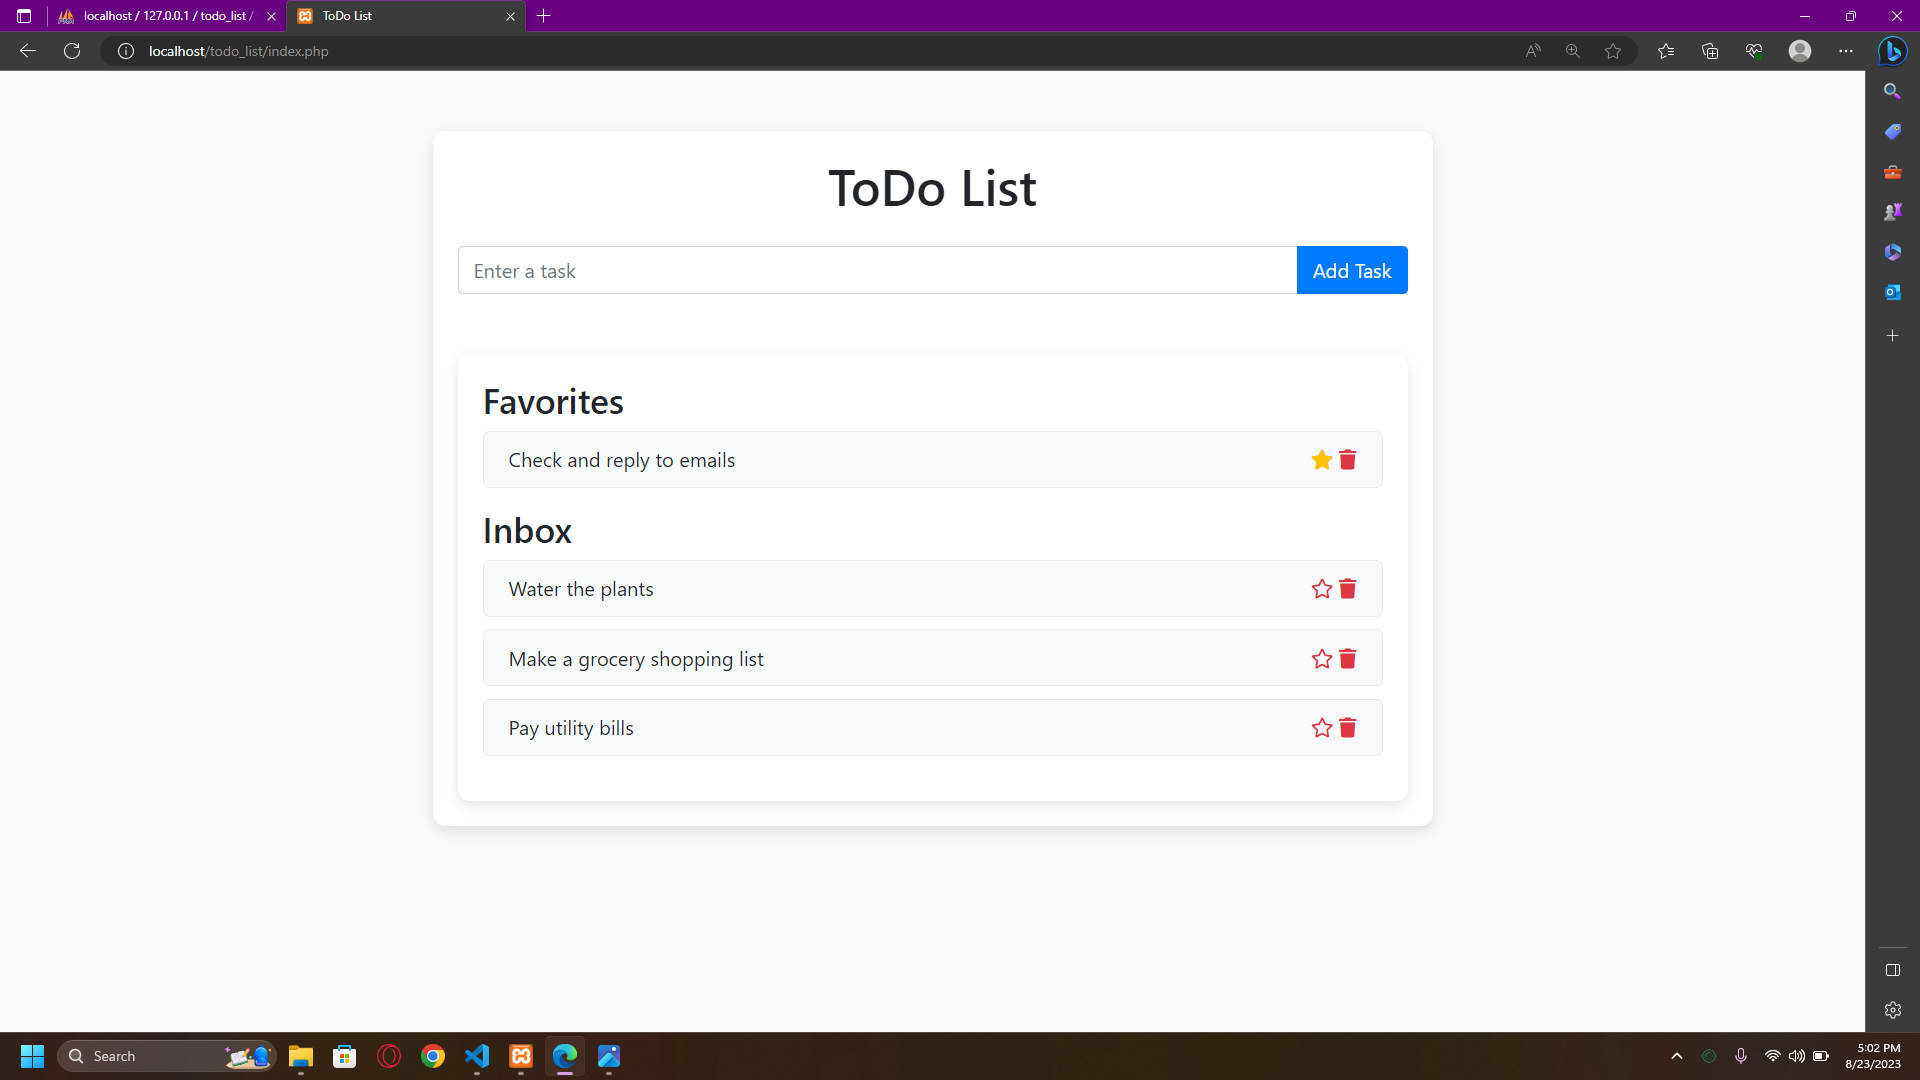 localhost / 127.0.0.1 / todo_list /
ToDo List
localhost/todo_list/index.php
ToDo List
Enter a task
Add Task
Favorites
Check and reply to emails
Inbox
Water the plants
Make a grocery shopping list
Pay utility bills
Search
5:02 PM
8/23/2023